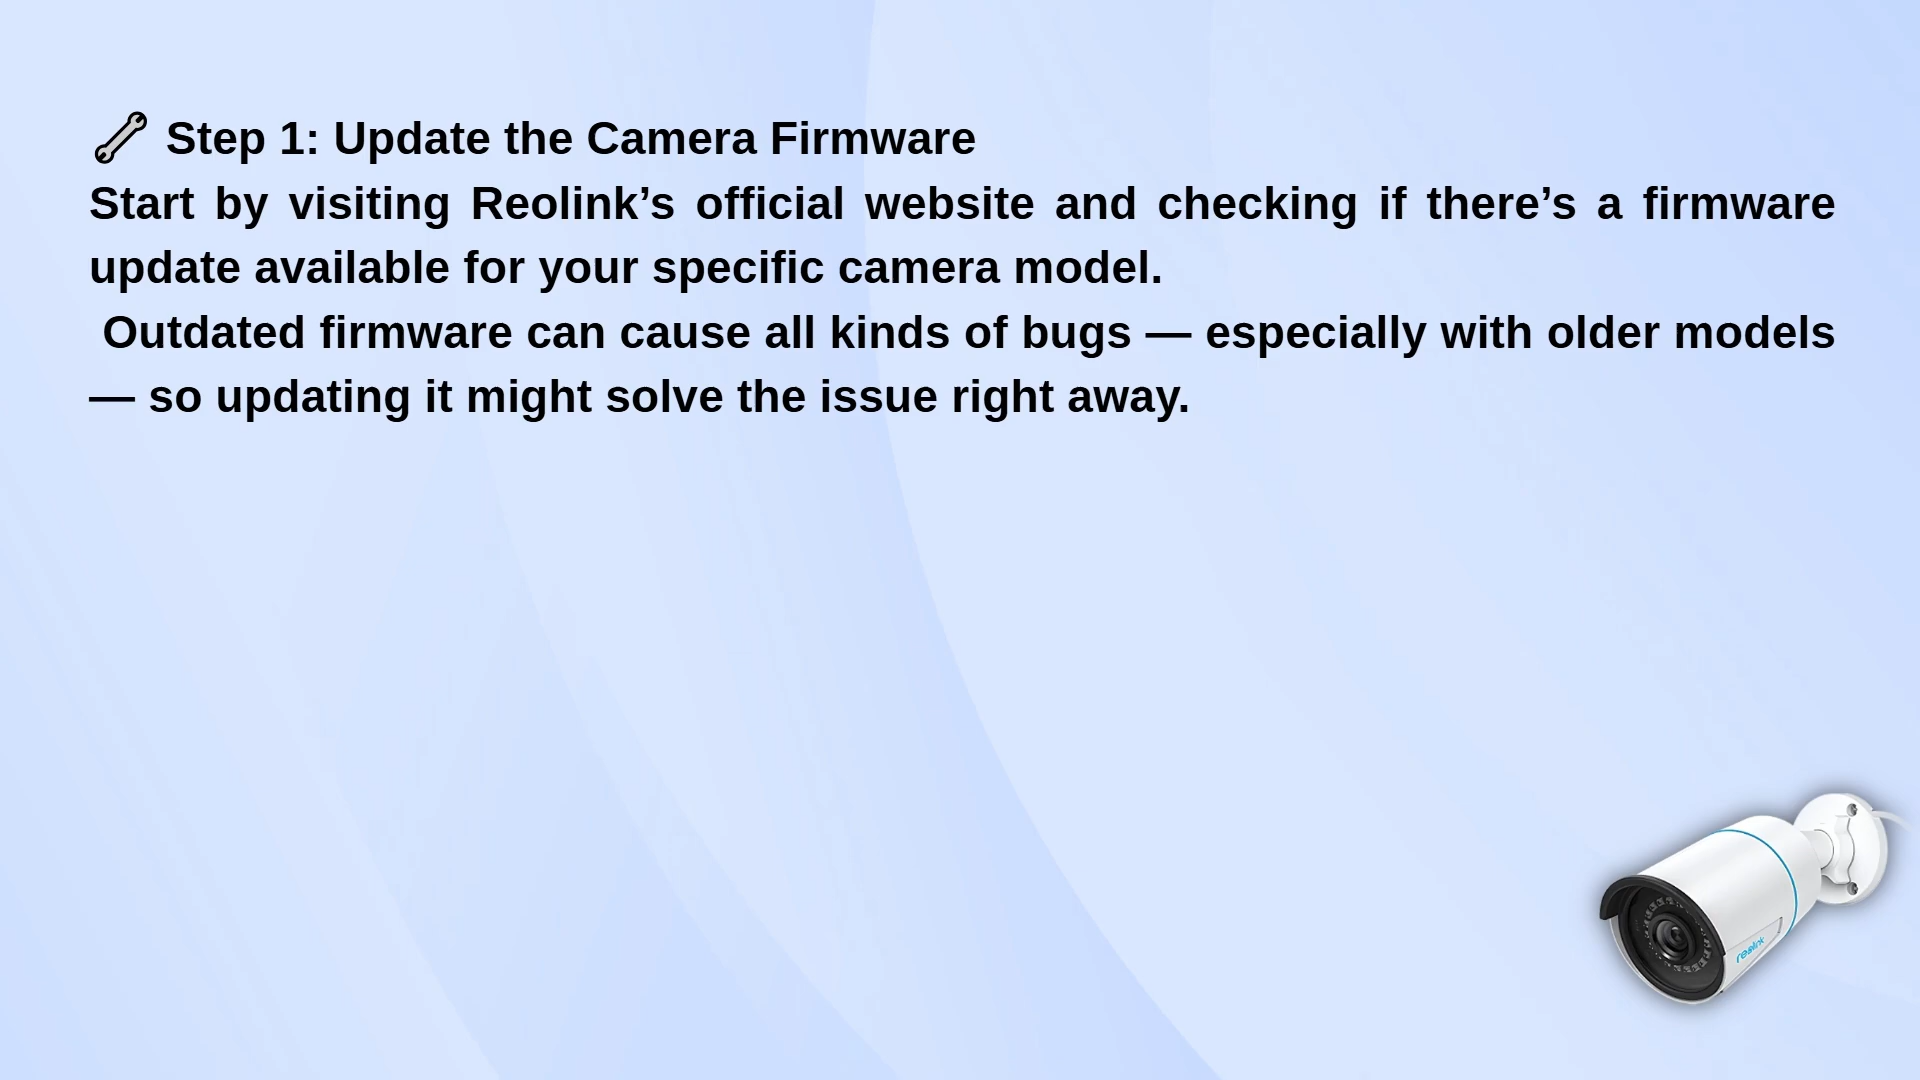 🔧 Step 1: Update the Camera Firmware
Start by visiting Reolink’s official website and checking if there’s a firmware
update available for your specific camera model.
Outdated firmware can cause all kinds of bugs — especially with older models
— so updating it might solve the issue right away.
reolink